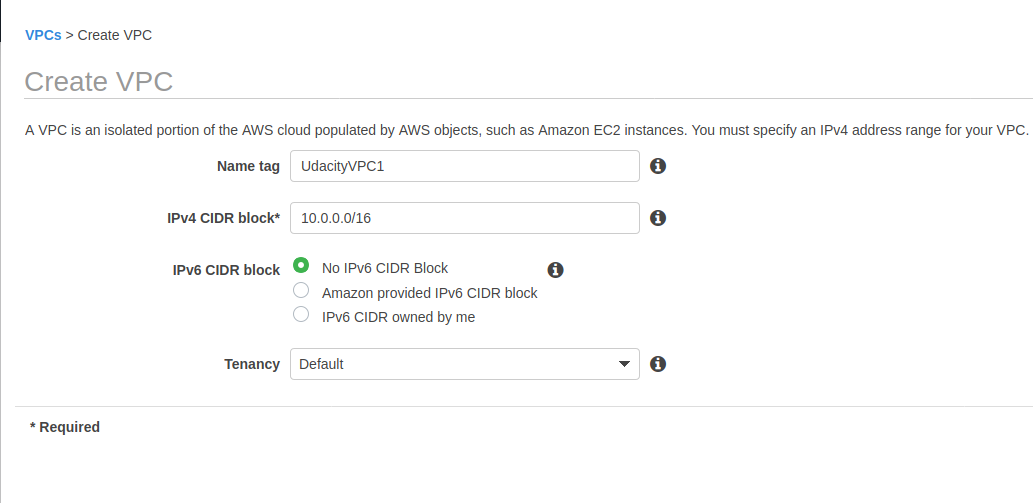 VPCs > Create VPC
Create VPC
A VPC is an isolated portion of the AWS cloud populated by AWS objects, such as Amazon EC2 instances. You must specify an IPv4 address range for your VPC.
Name tag UdacityVPC1
IPv4 CIDR block* 10.0.0.0/16
IPv6 CIDR block No IPv6 CIDR Block
Amazon provided IPv6 CIDR block
IPv6 CIDR owned by me
Tenancy Default
* Required